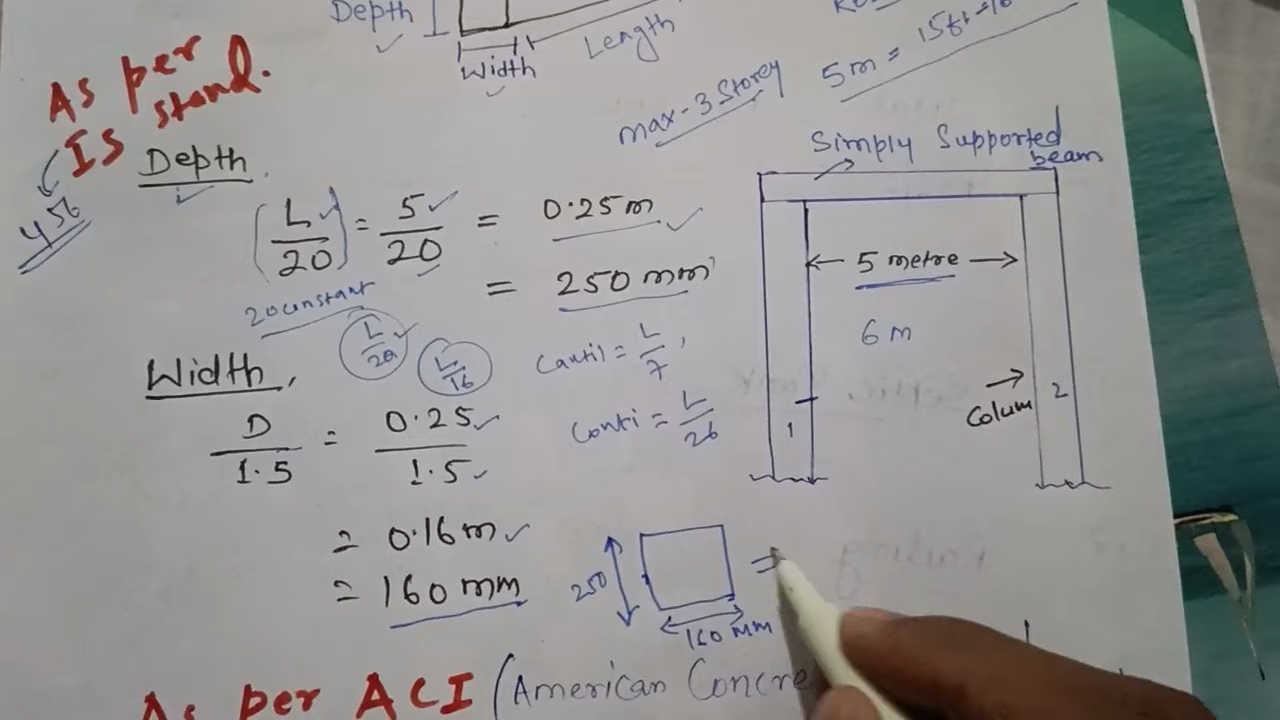 Depth
Width
Length
max-3 Storey
5m = 15ft=
As per
IS stand.
456
Depth
L/20 = 5/20 = 0.25m
= 250 mm
20 constant
L/20
L/16
Cantil = L/7,
Conti = L/26
Width,
D/1.5 = 0.25/1.5
= 0.16m
= 160 mm
250
160 mm
=
Simply Supported
beam
5 metre
6 m
Colum
1
2
As per ACI (American Concre